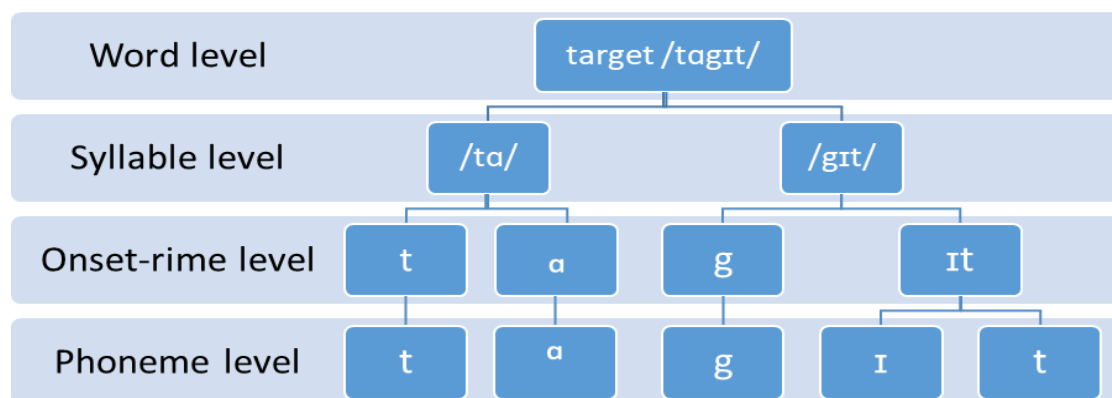 Word level target /tɑgɪt/
Syllable level /tɑ/ /gɪt/
Onset-rime level t ɑ g ɪt
Phoneme level t ɑ g ɪ t